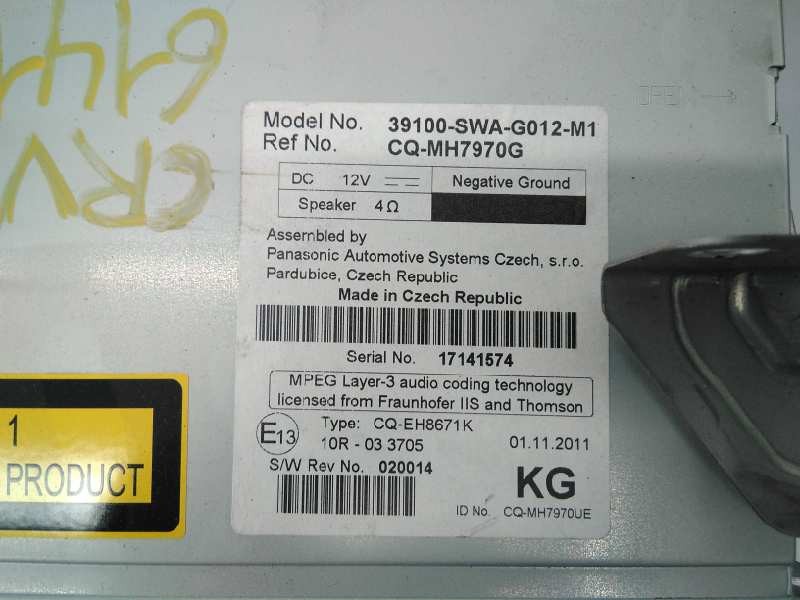 CRV
OPEN
Model No. 39100-SWA-G012-M1
Ref No. CQ-MH7970G
DC 12V Negative Ground
Speaker 4Ω
Assembled by
Panasonic Automotive Systems Czech, s.r.o.
Pardubice, Czech Republic
Made in Czech Republic
Serial No. 17141574
MPEG Layer-3 audio coding technology
licensed from Fraunhofer IIS and Thomson
E13 Type: CQ-EH8671K
10R - 03 3705 01.11.2011
S/W Rev No. 020014
KG
ID No. CQ-MH7970UE
1
PRODUCT